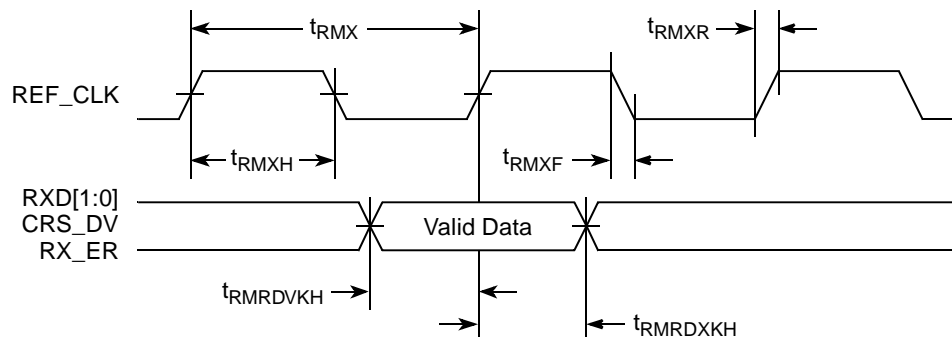 tRMX
tRMXR
REF_CLK
tRMXH
tRMXF
RXD[1:0]
CRS_DV
RX_ER
Valid Data
tRMRDVKH
tRMRDXKH